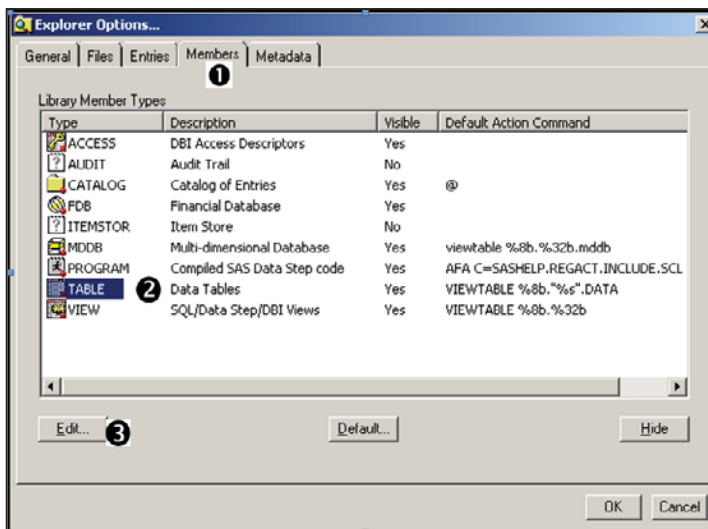 Explorer Options...
General Files Entries Members Metadata
1
Library Member Types
Type Description Visible Default Action Command
ACCESS DBI Access Descriptors Yes
AUDIT Audit Trail No
CATALOG Catalog of Entries Yes @
FDB Financial Database Yes
ITEMSTOR Item Store No
MDDB Multi-dimensional Database Yes viewtable %8b.%32b.mddb
PROGRAM Compiled SAS Data Step code Yes AFA C=SASHELP.REGACT.INCLUDE.SCL
TABLE 2 Data Tables Yes VIEWTABLE %8b."%s".DATA
VIEW SQL/Data Step/DBI Views Yes VIEWTABLE %8b.%32b
Edit... 3 Default... Hide
OK Cancel